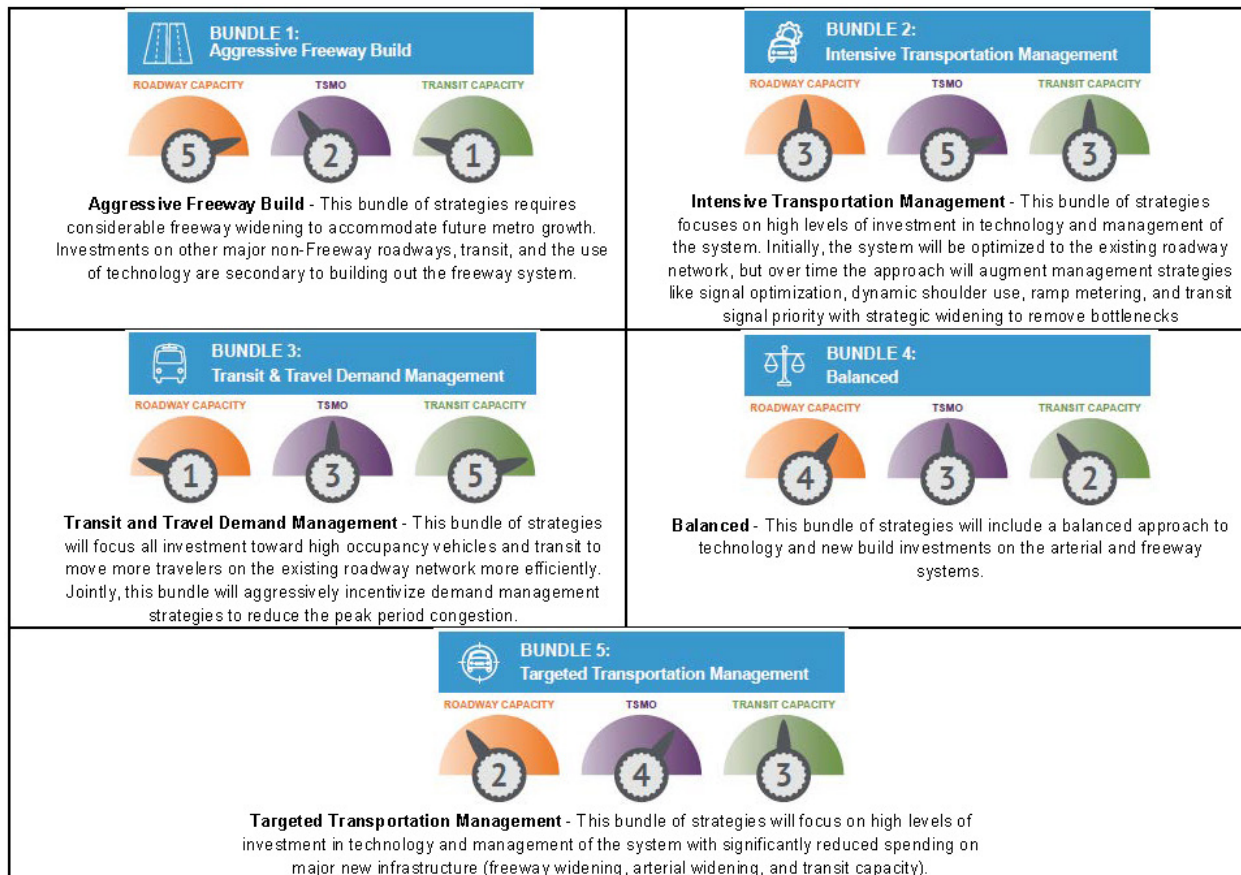 BUNDLE 1:
Aggressive Freeway Build
ROADWAY CAPACITY
TSMO
TRANSIT CAPACITY
5
2
1
Aggressive Freeway Build - This bundle of strategies requires
considerable freeway widening to accommodate future metro growth.
Investments on other major non-Freeway roadways, transit, and the use
of technology are secondary to building out the freeway system.
BUNDLE 2:
Intensive Transportation Management
ROADWAY CAPACITY
TSMO
TRANSIT CAPACITY
3
5
3
Intensive Transportation Management - This bundle of strategies
focuses on high levels of investment in technology and management of
the system. Initially, the system will be optimized to the existing roadway
network, but over time the approach will augment management strategies
like signal optimization, dynamic shoulder use, ramp metering, and transit
signal priority with strategic widening to remove bottlenecks
BUNDLE 3:
Transit & Travel Demand Management
ROADWAY CAPACITY
TSMO
TRANSIT CAPACITY
1
3
5
Transit and Travel Demand Management - This bundle of strategies
will focus all investment toward high occupancy vehicles and transit to
move more travelers on the existing roadway network more efficiently.
Jointly, this bundle will aggressively incentivize demand management
strategies to reduce the peak period congestion.
BUNDLE 4:
Balanced
ROADWAY CAPACITY
TSMO
TRANSIT CAPACITY
4
3
2
Balanced - This bundle of strategies will include a balanced approach to
technology and new build investments on the arterial and freeway
systems.
BUNDLE 5:
Targeted Transportation Management
ROADWAY CAPACITY
TSMO
TRANSIT CAPACITY
2
4
3
Targeted Transportation Management - This bundle of strategies will focus on high levels of
investment in technology and management of the system with significantly reduced spending on
major new infrastructure (freeway widening, arterial widening, and transit capacity).